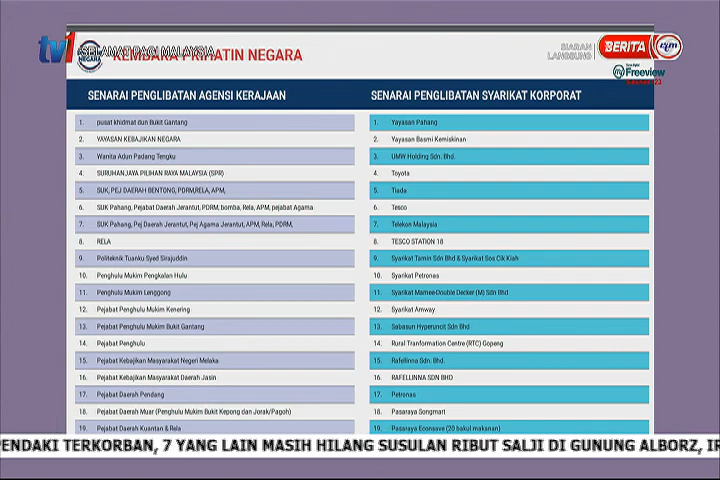 tv1
SELAMAT PAGI MALAYSIA
KEMBARA PRIHATIN NEGARA
SIARAN
LANGSUNG
BERITA
rtm
my Freeview
SENARAI PENGLIBATAN AGENSI KERAJAAN
1. pusat khidmat dun Bukit Gantang
2. YAYASAN KEBAJIKAN NEGARA
3. Wanita Adun Padang Tengku
4. SURUHANJAYA PILIHAN RAYA MALAYSIA (SPR)
5. SUK, PEJ DAERAH BENTONG, PDRM,RELA, APM,
6. SUK Pahang, Pejabat Daerah Jerantut, PDRM, bomba, Rela, APM, pejabat Agama
7. SUK Pahang, Pej Daerah Jerantut, Pej Agama Jerantut, APM, Rela, PDRM,
8. RELA
9. Politeknik Tuanku Syed Sirajuddin
10. Penghulu Mukim Pengkalan Hulu
11. Penghulu Mukim Lenggong
12. Pejabat Penghulu Mukim Kenering
13. Pejabat Penghulu Mukim Bukit Gantang
14. Pejabat Penghulu
15. Pejabat Kebajikan Masyarakat Negeri Melaka
16. Pejabat Kebajikan Masyarakat Daerah Jasin
17. Pejabat Daerah Pendang
18. Pejabat Daerah Muar (Penghulu Mukim Bukit Kepong dan Jorak/Pagoh)
19. Pejabat Daerah Kuantan & Rela
SENARAI PENGLIBATAN SYARIKAT KORPORAT
1. Yayasan Pahang
2. Yayasan Basmi Kemiskinan
3. UMW Holding Sdn. Bhd.
4. Toyota
5. Tiada
6. Tesco
7. Telekon Malaysia
8. TESCO STATION 18
9. Syarikat Tamin Sdn Bhd & Syarikat Sos Cik Kiah
10. Syarikat Petronas
11. Syarikat Mamee-Double Decker (M) Sdn Bhd
12. Syarikat Amway
13. Sabasun Hyperuncit Sdn Bhd
14. Rural Tranformation Centre (RTC) Gopeng
15. Rafellinna Sdn. Bhd.
16. RAFELLINNA SDN BHD
17. Petronas
18. Pasaraya Songmart
19. Pasaraya Econsave (20 bakul makanan)
PENDAKI TERKORBAN, 7 YANG LAIN MASIH HILANG SUSULAN RIBUT SALJI DI GUNUNG ALBORZ, IR